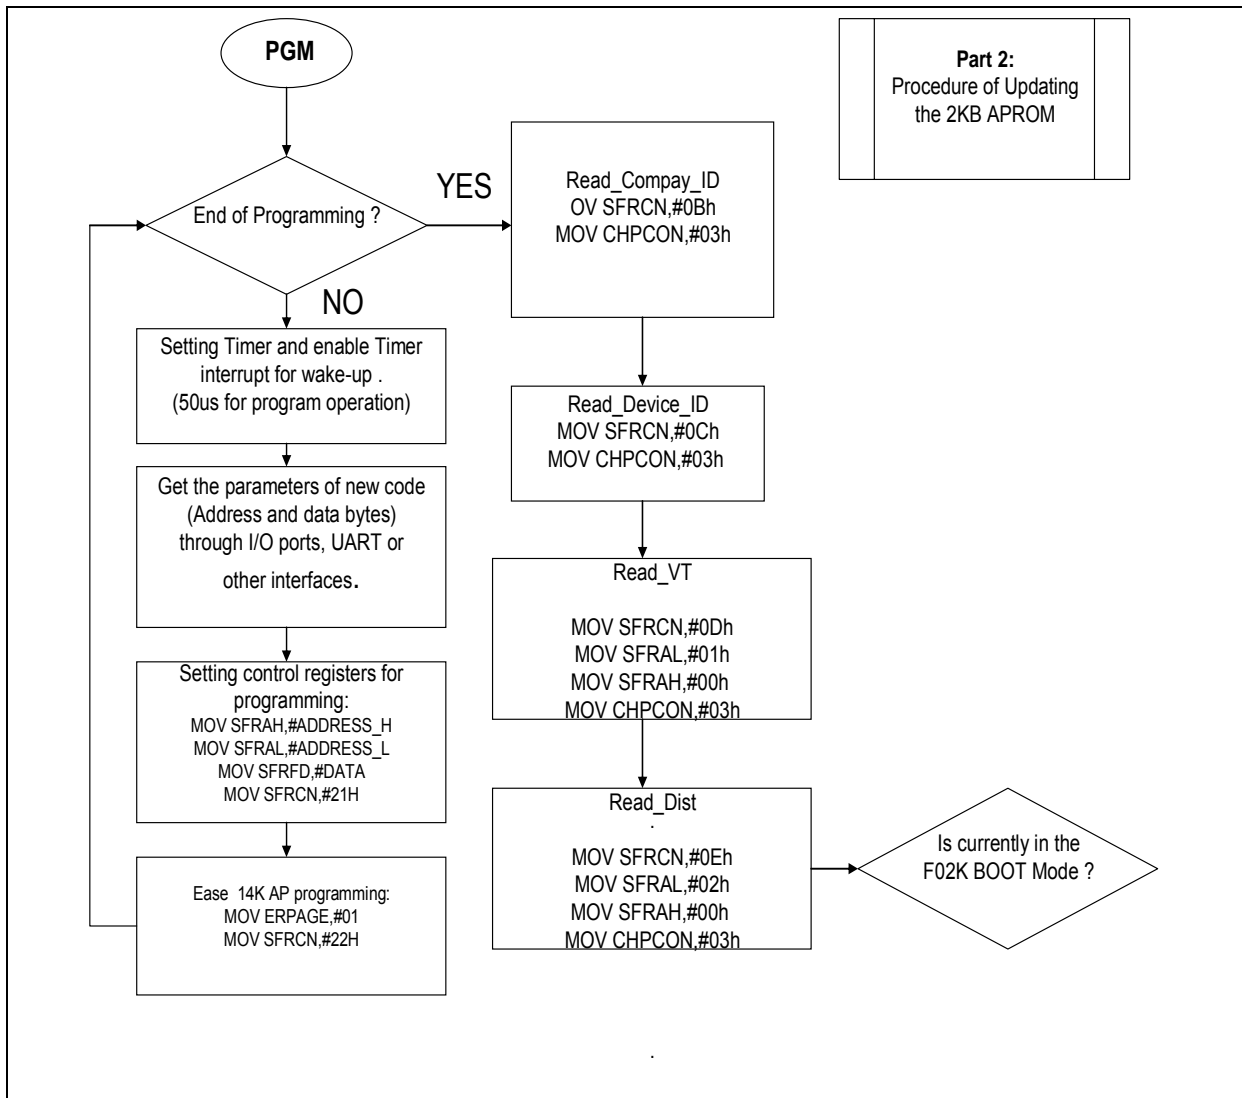 PGM
Part 2:
Procedure of Updating
the 2KB APROM
End of Programming ?
YES
NO
Read_Compay_ID
OV SFRCN,#0Bh
MOV CHPCON,#03h
Setting Timer and enable Timer
interrupt for wake-up .
(50us for program operation)
Read_Device_ID
MOV SFRCN,#0Ch
MOV CHPCON,#03h
Get the parameters of new code
(Address and data bytes)
through I/O ports, UART or
other interfaces.
Read_VT
MOV SFRCN,#0Dh
MOV SFRAL,#01h
MOV SFRAH,#00h
MOV CHPCON,#03h
Setting control registers for
programming:
MOV SFRAH,#ADDRESS_H
MOV SFRAL,#ADDRESS_L
MOV SFRFD,#DATA
MOV SFRCN,#21H
Read_Dist
.
MOV SFRCN,#0Eh
MOV SFRAL,#02h
MOV SFRAH,#00h
MOV CHPCON,#03h
Is currently in the
F02K BOOT Mode ?
Ease 14K AP programming:
MOV ERPAGE,#01
MOV SFRCN,#22H
.